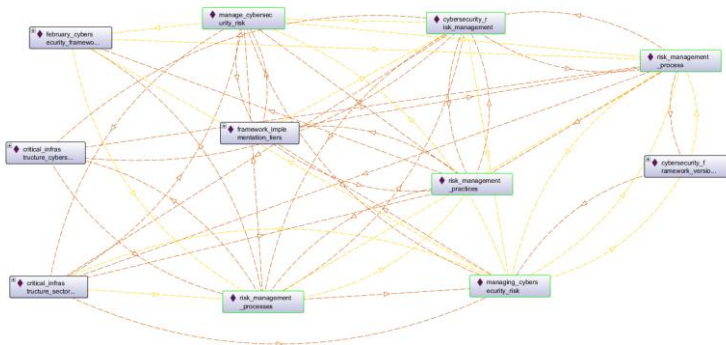 manage_cybersec
urity_risk
cybersecurity_r
isk_management
february_cybers
ecurity_framewo...
risk_management
_process
framework_imple
mentation_tiers
critical_infras
tructure_cybers...
cybersecurity_f
ramework_versio...
risk_management
_practices
critical_infras
tructure_sector...
risk_management
_processes
managing_cybers
ecurity_risk